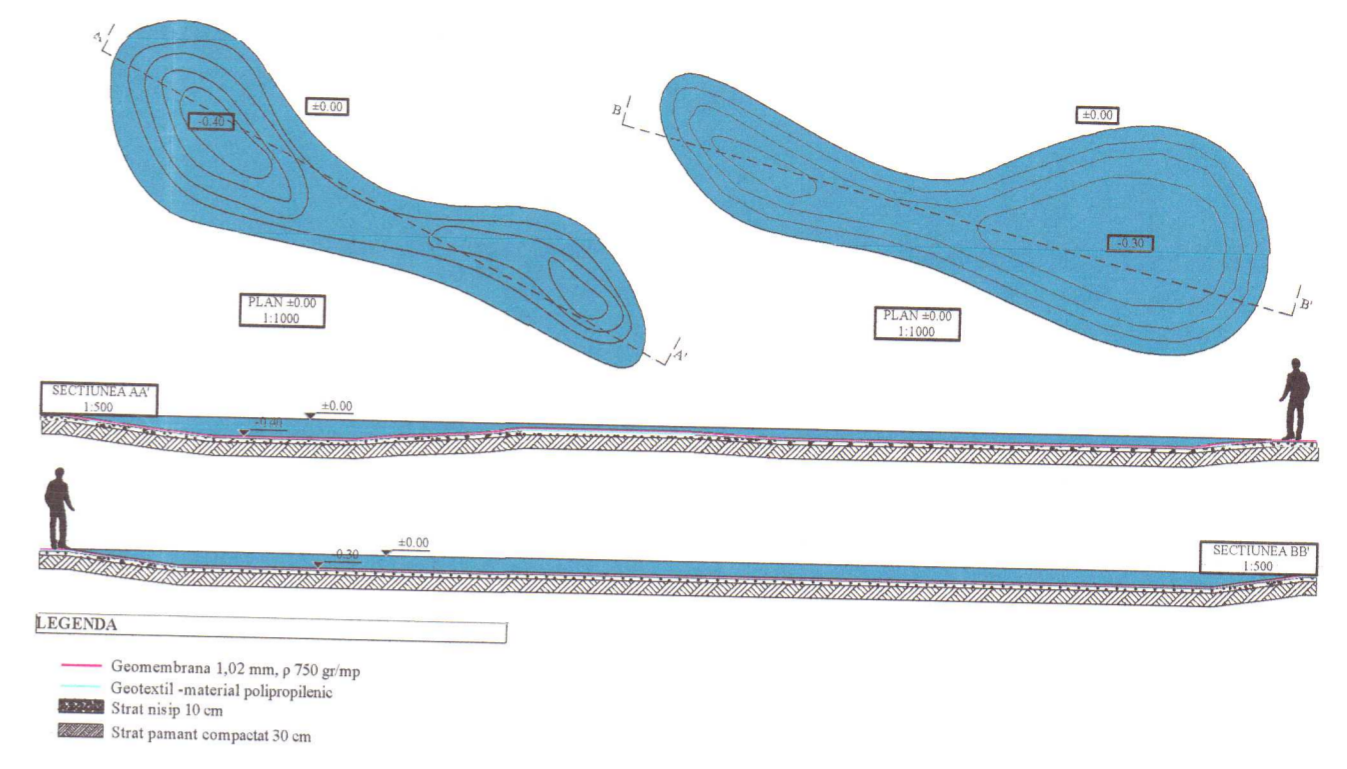 A
±0.00
-0.40
A'
PLAN ±0.00
1:1000
B
±0.00
-0.30
B'
PLAN ±0.00
1:1000
SECTIUNEA AA'
1:500
±0.00
-0.40
±0.00
-0.30
SECTIUNEA BB'
1:500
LEGENDA
Geomembrana 1,02 mm, ρ 750 gr/mp
Geotextil -material polipropilenic
Strat nisip 10 cm
Strat pamant compactat 30 cm